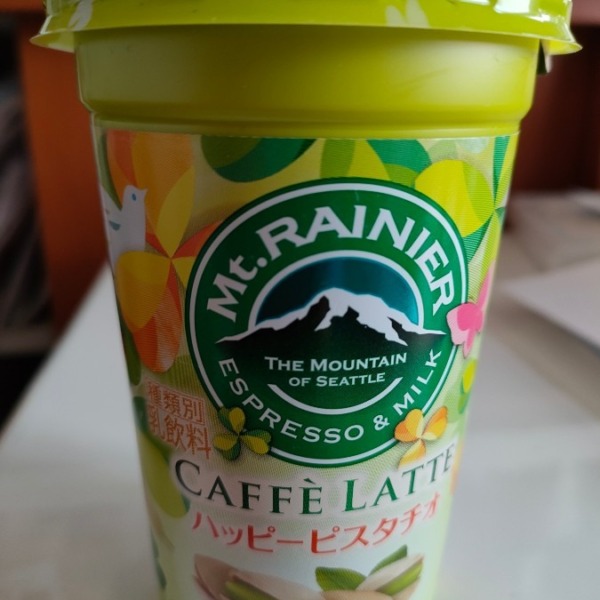 Mt. RAINIER
THE MOUNTAIN
OF SEATTLE
ESPRESSO & MILK
種類別
乳飲料
CAFFÈ LATTE
ハッピーピスタチオ